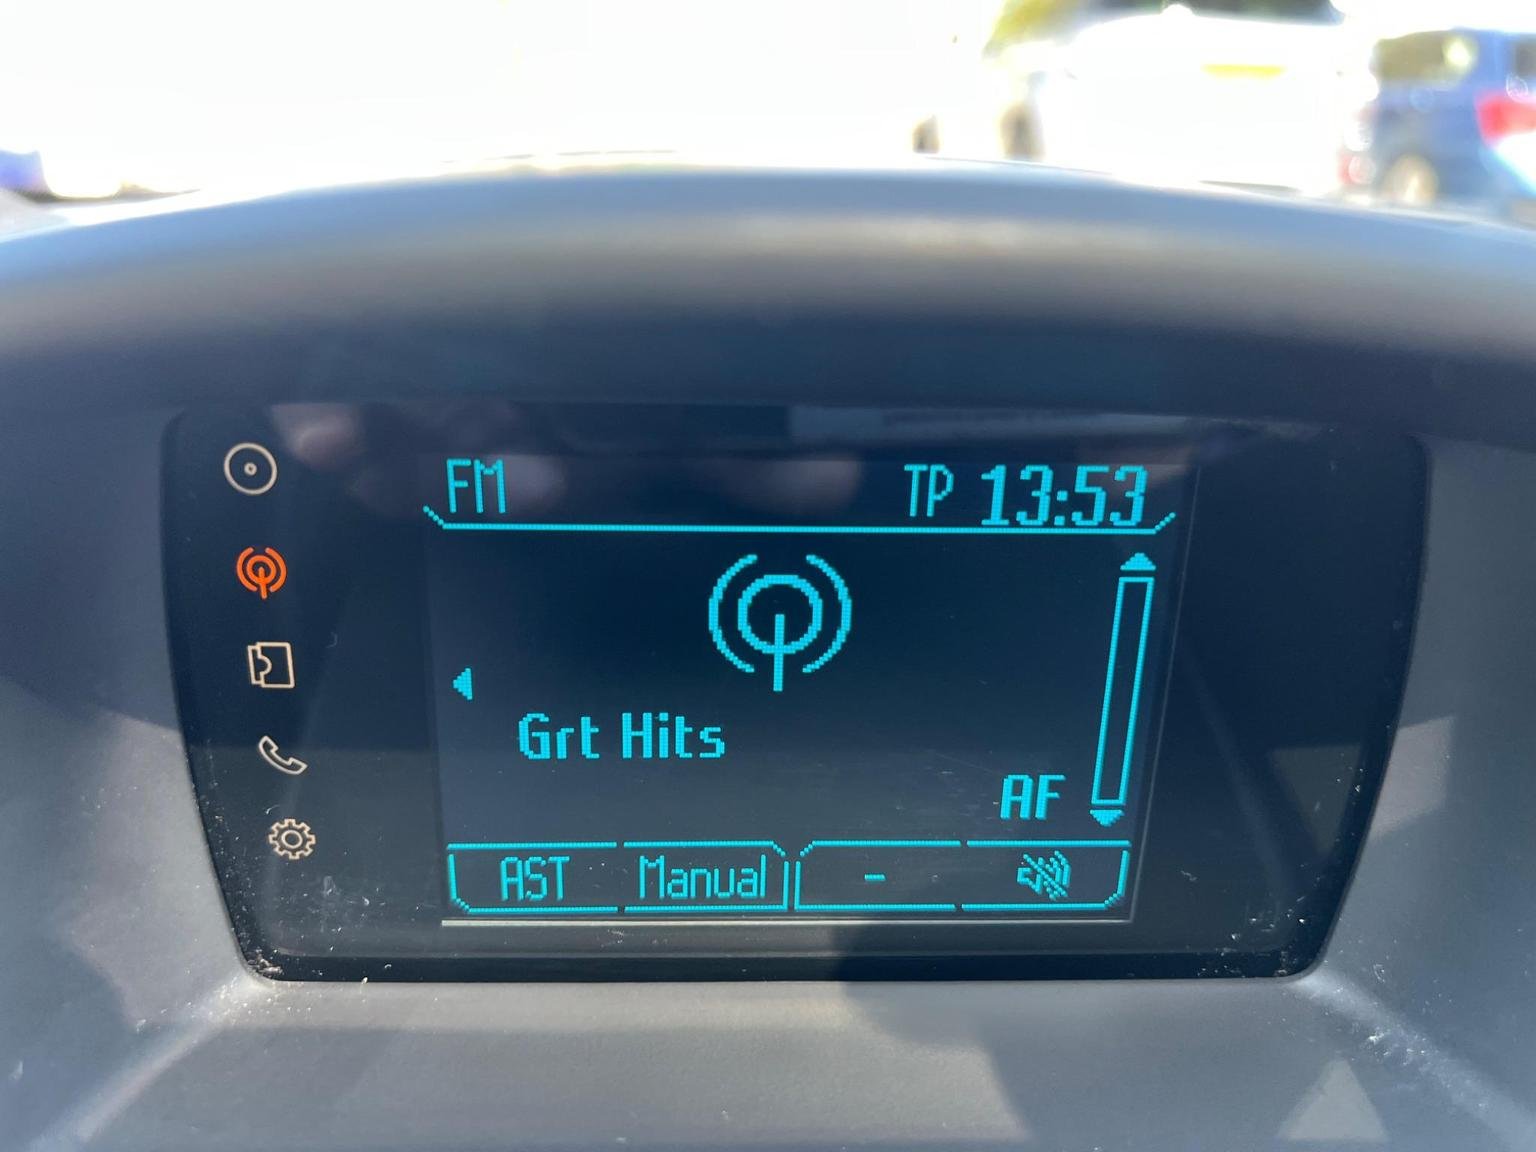 FM TP 13:53
Grt Hits
AF
AST Manual -